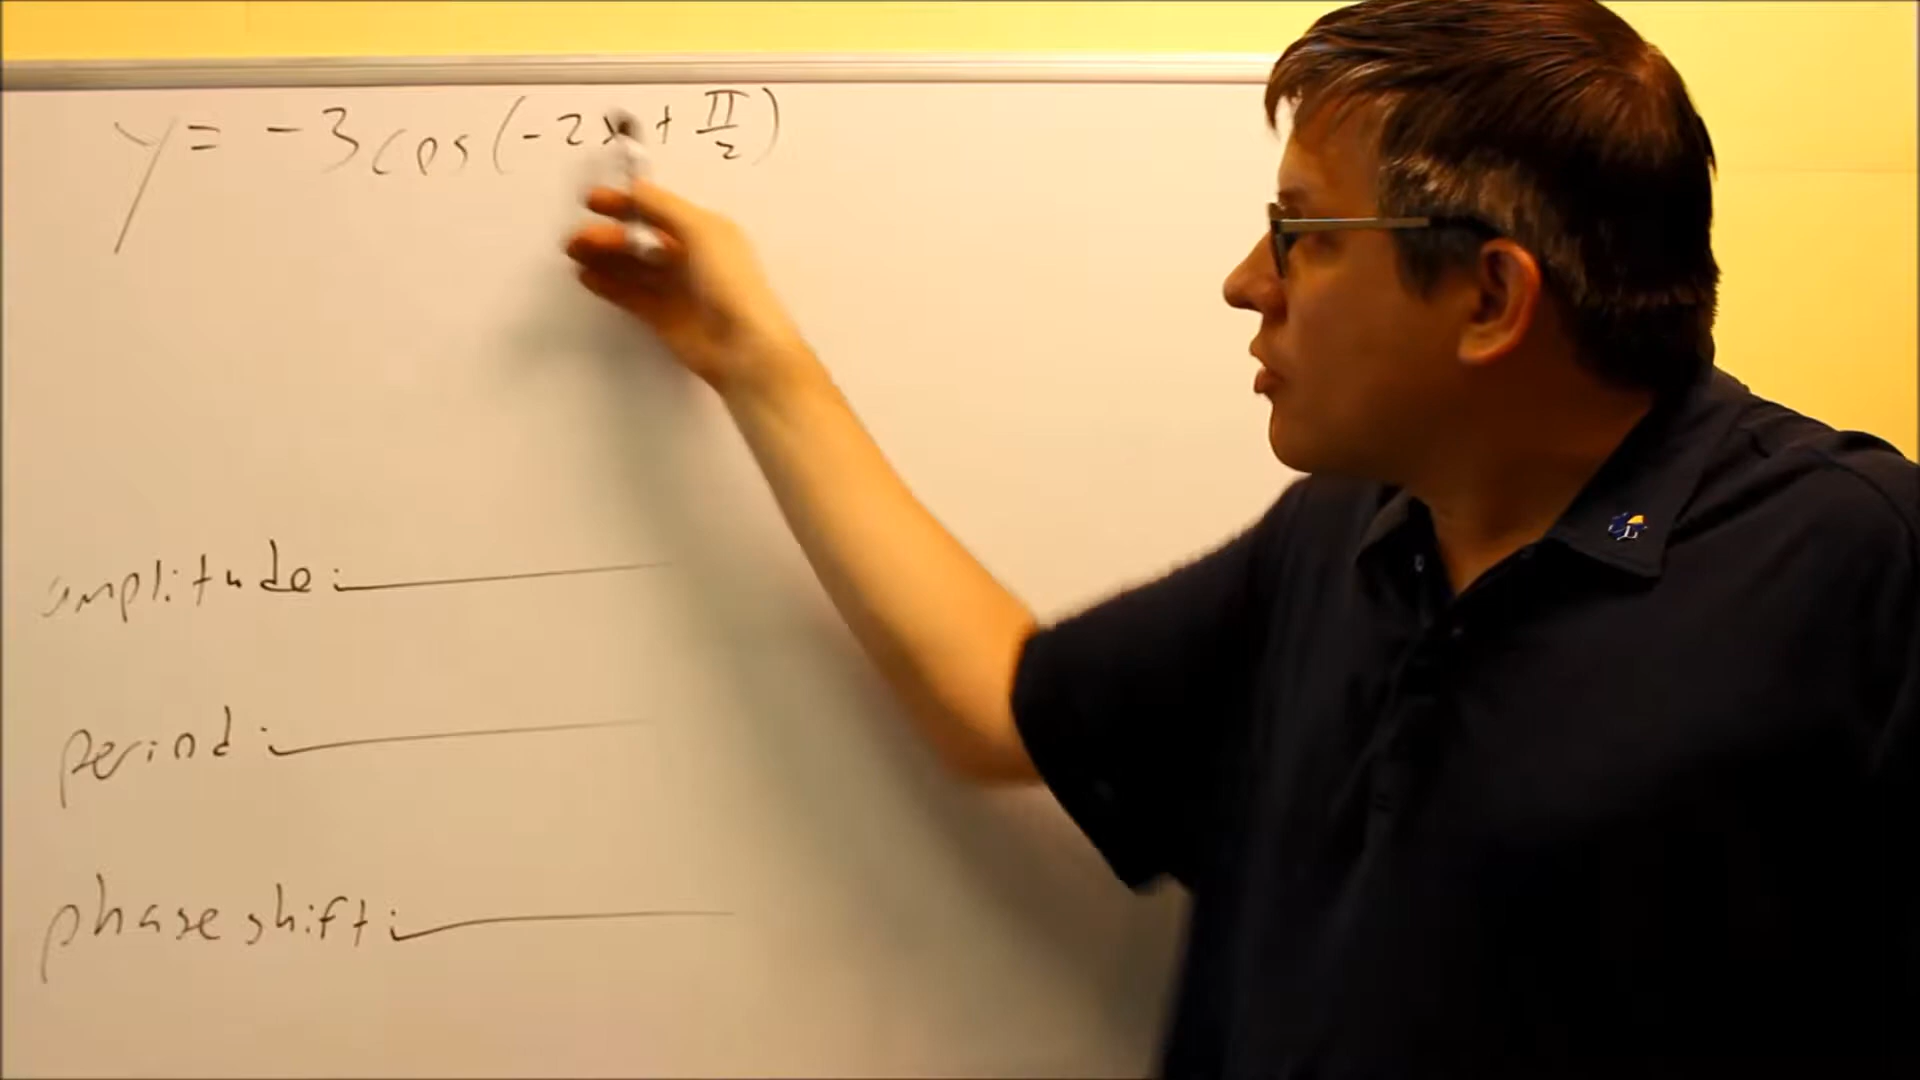 y = -3cos(-2x + π/2)
amplitude:
period:
phase shift: